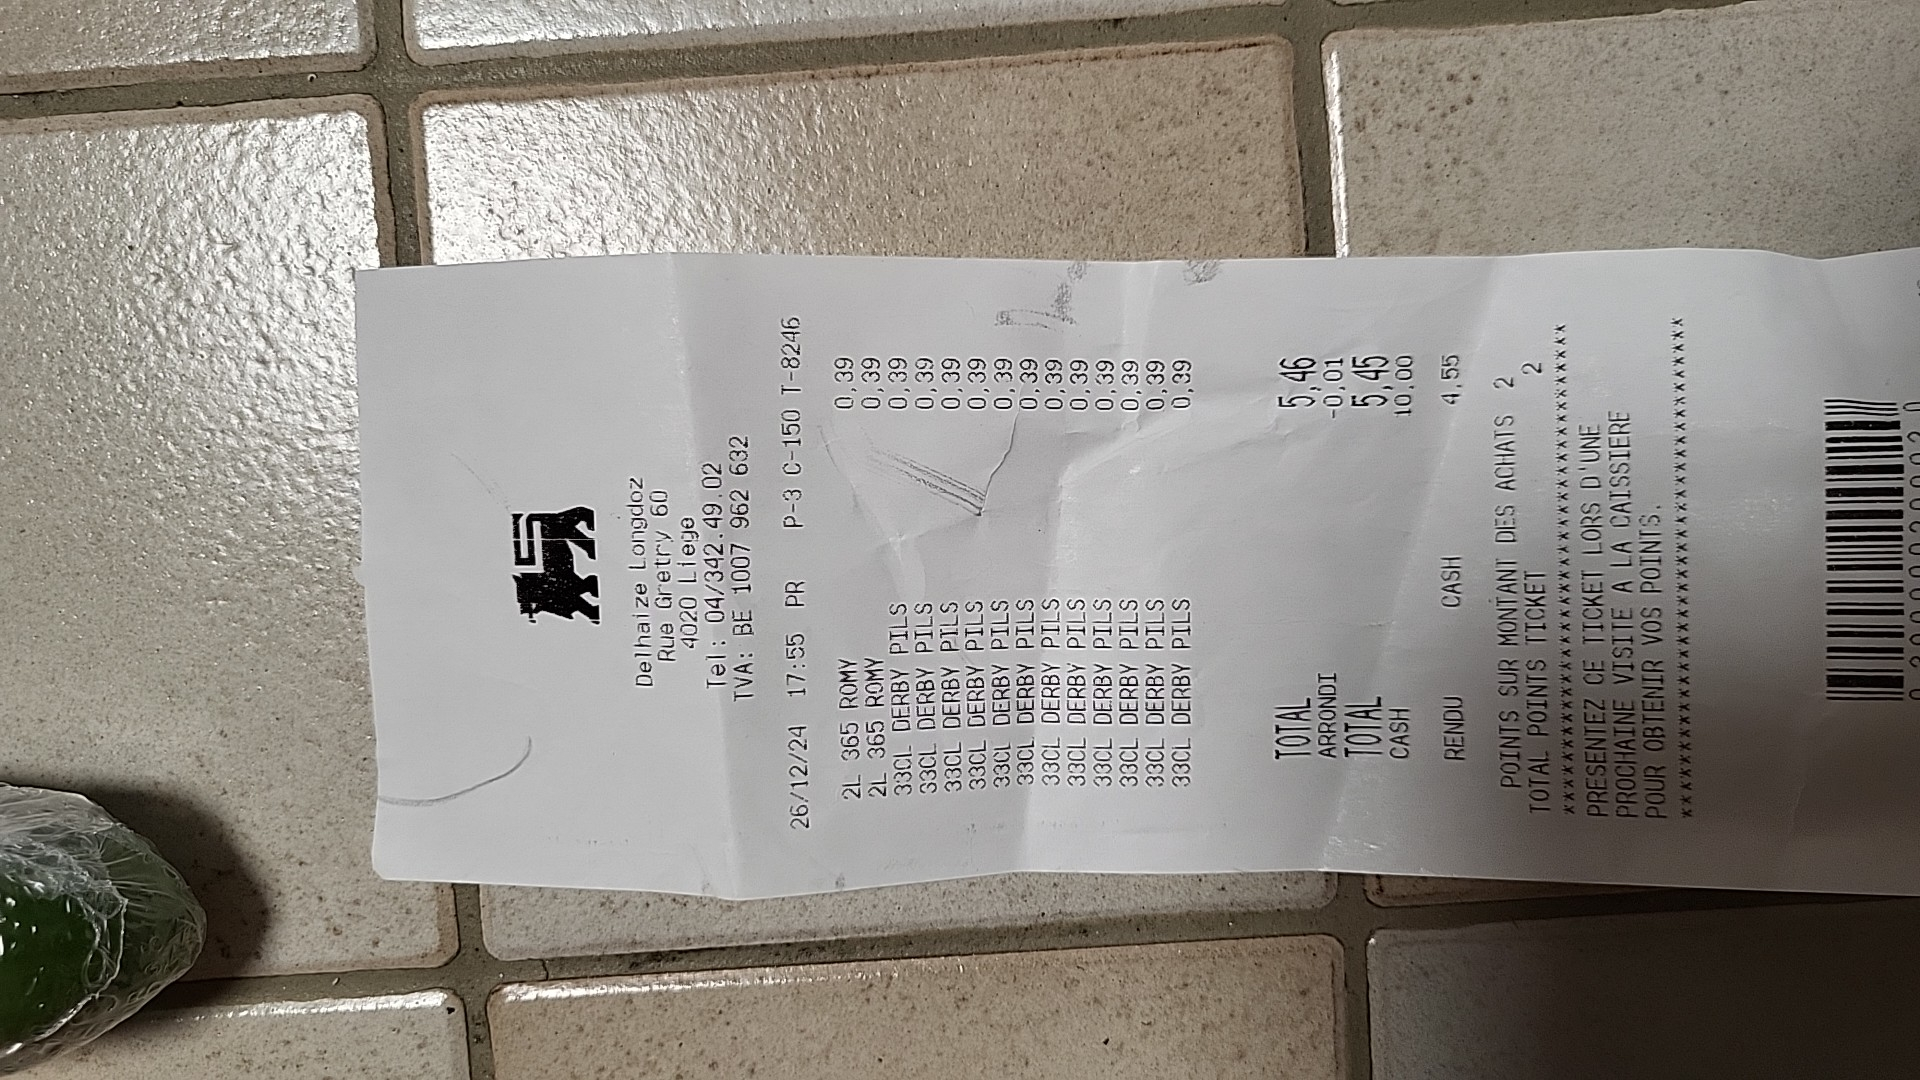 Delhaize Longdoz
Rue Gretry 60
4020 Liege
Tel: 04/342.49.02
TVA: BE 1007 962 632
26/12/24 17:55 PR P-3 C-150 T-8246
2L 365 ROMY 0,39
2L 365 ROMY 0,39
33CL DERBY PILS 0,39
33CL DERBY PILS 0,39
33CL DERBY PILS 0,39
33CL DERBY PILS 0,39
33CL DERBY PILS 0,39
33CL DERBY PILS 0,39
33CL DERBY PILS 0,39
33CL DERBY PILS 0,39
33CL DERBY PILS 0,39
33CL DERBY PILS 0,39
33CL DERBY PILS 0,39
33CL DERBY PILS 0,39
TOTAL 5,46
ARRONDI -0,01
TOTAL 5,45
CASH 10,00
RENDU CASH 4,55
POINTS SUR MONTANT DES ACHATS 2
TOTAL POINTS TICKET 2
***********************************
PRESENTEZ CE TICKET LORS D'UNE
PROCHAINE VISITE A LA CAISSIERE
POUR OBTENIR VOS POINTS.
***********************************